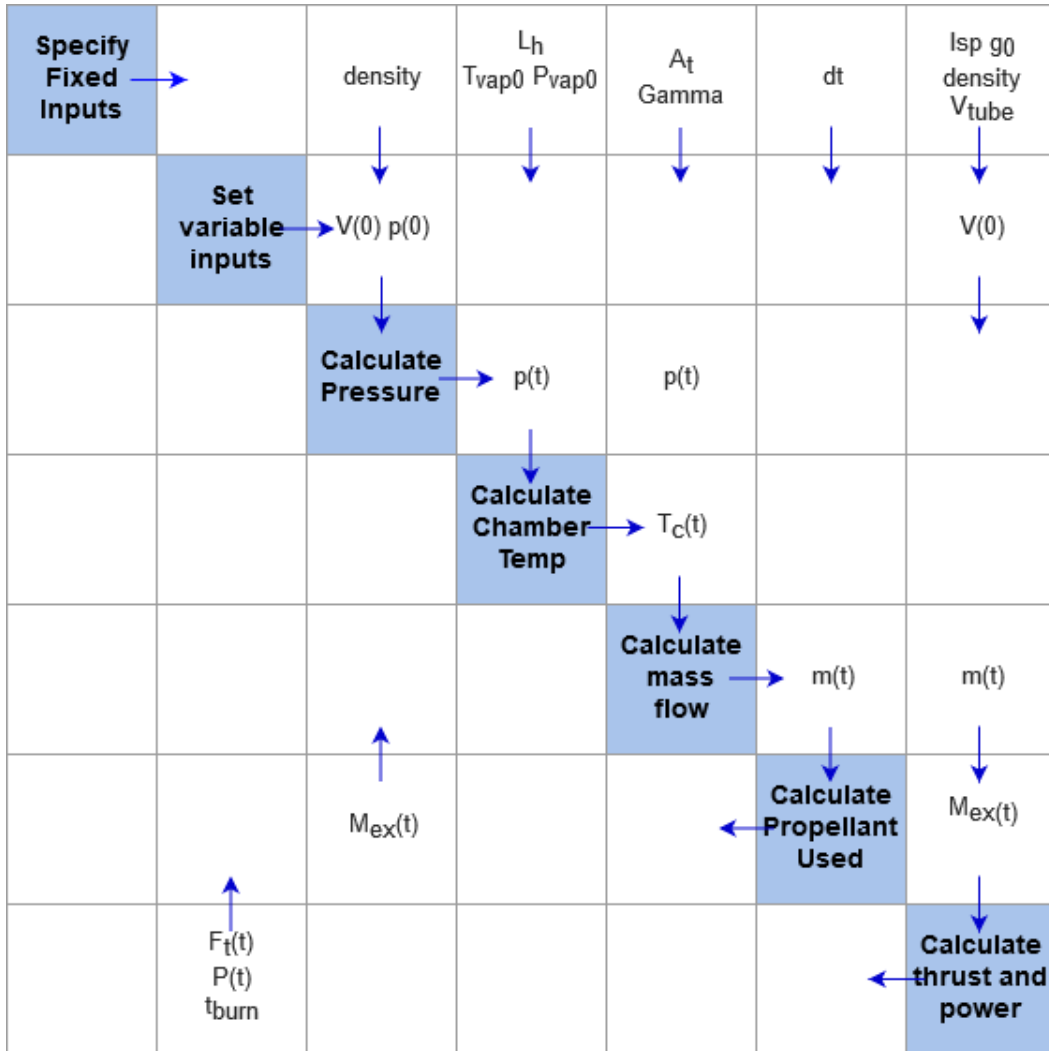 Specify
Fixed
Inputs
density
Lh
Tvap0 Pvap0
At
Gamma
dt
Isp g0
density
Vtube
Set
variable
inputs
V(0) p(0)
V(0)
Calculate
Pressure
p(t)
p(t)
Calculate
Chamber
Temp
Tc(t)
Calculate
mass
flow
m(t)
m(t)
Mex(t)
Calculate
Propellant
Used
Mex(t)
Ft(t)
P(t)
tburn
Calculate
thrust and
power